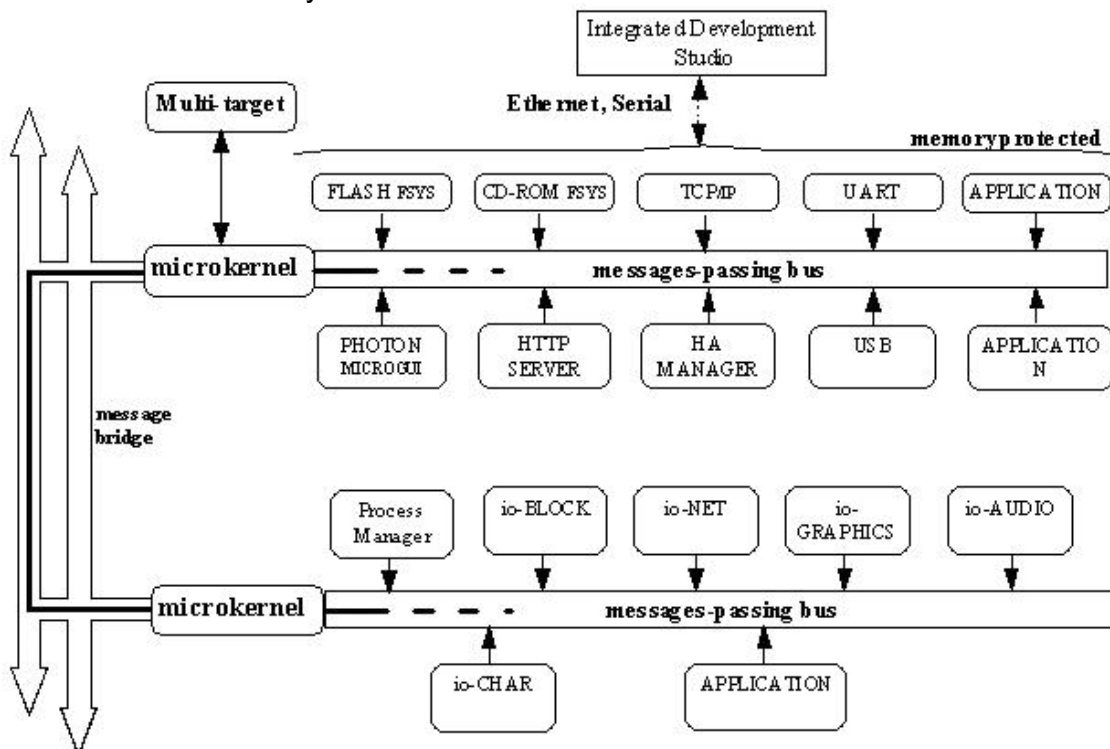 Integrated Development
Studio
Multi-target
Ethernet, Serial
memoryprotected
FLASH FSYS
CD-ROM FSYS
TCP/IP
UART
APPLICATION
microkernel
messages-passing bus
PHOTON
MICROGUI
HTTP
SERVER
HA
MANAGER
USB
APPLICATIO
N
message
bridge
Process
Manager
io-BLOCK
io-NET
io-
GRAPHICS
io-AUDIO
microkernel
messages-passing bus
io-CHAR
APPLICATION